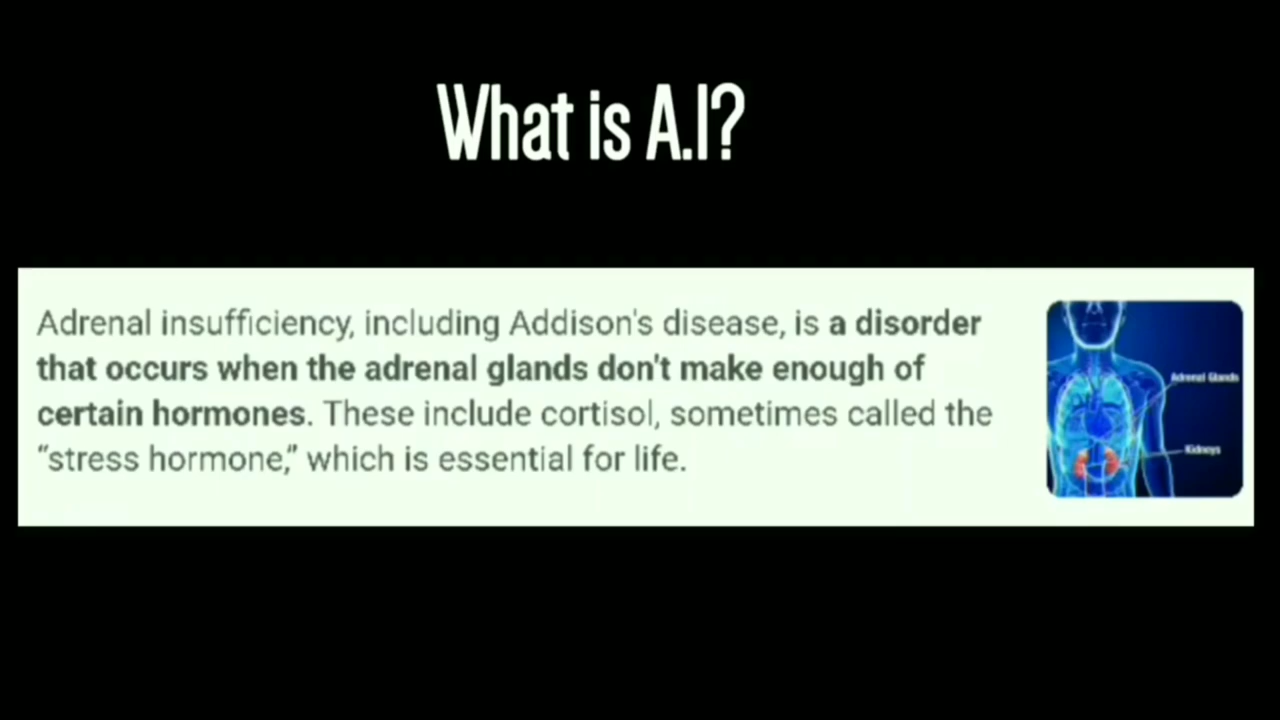 What is A.I?
Adrenal insufficiency, including Addison's disease, is a disorder
that occurs when the adrenal glands don't make enough of
certain hormones. These include cortisol, sometimes called the
“stress hormone,” which is essential for life.
Adrenal Glands
Kidneys